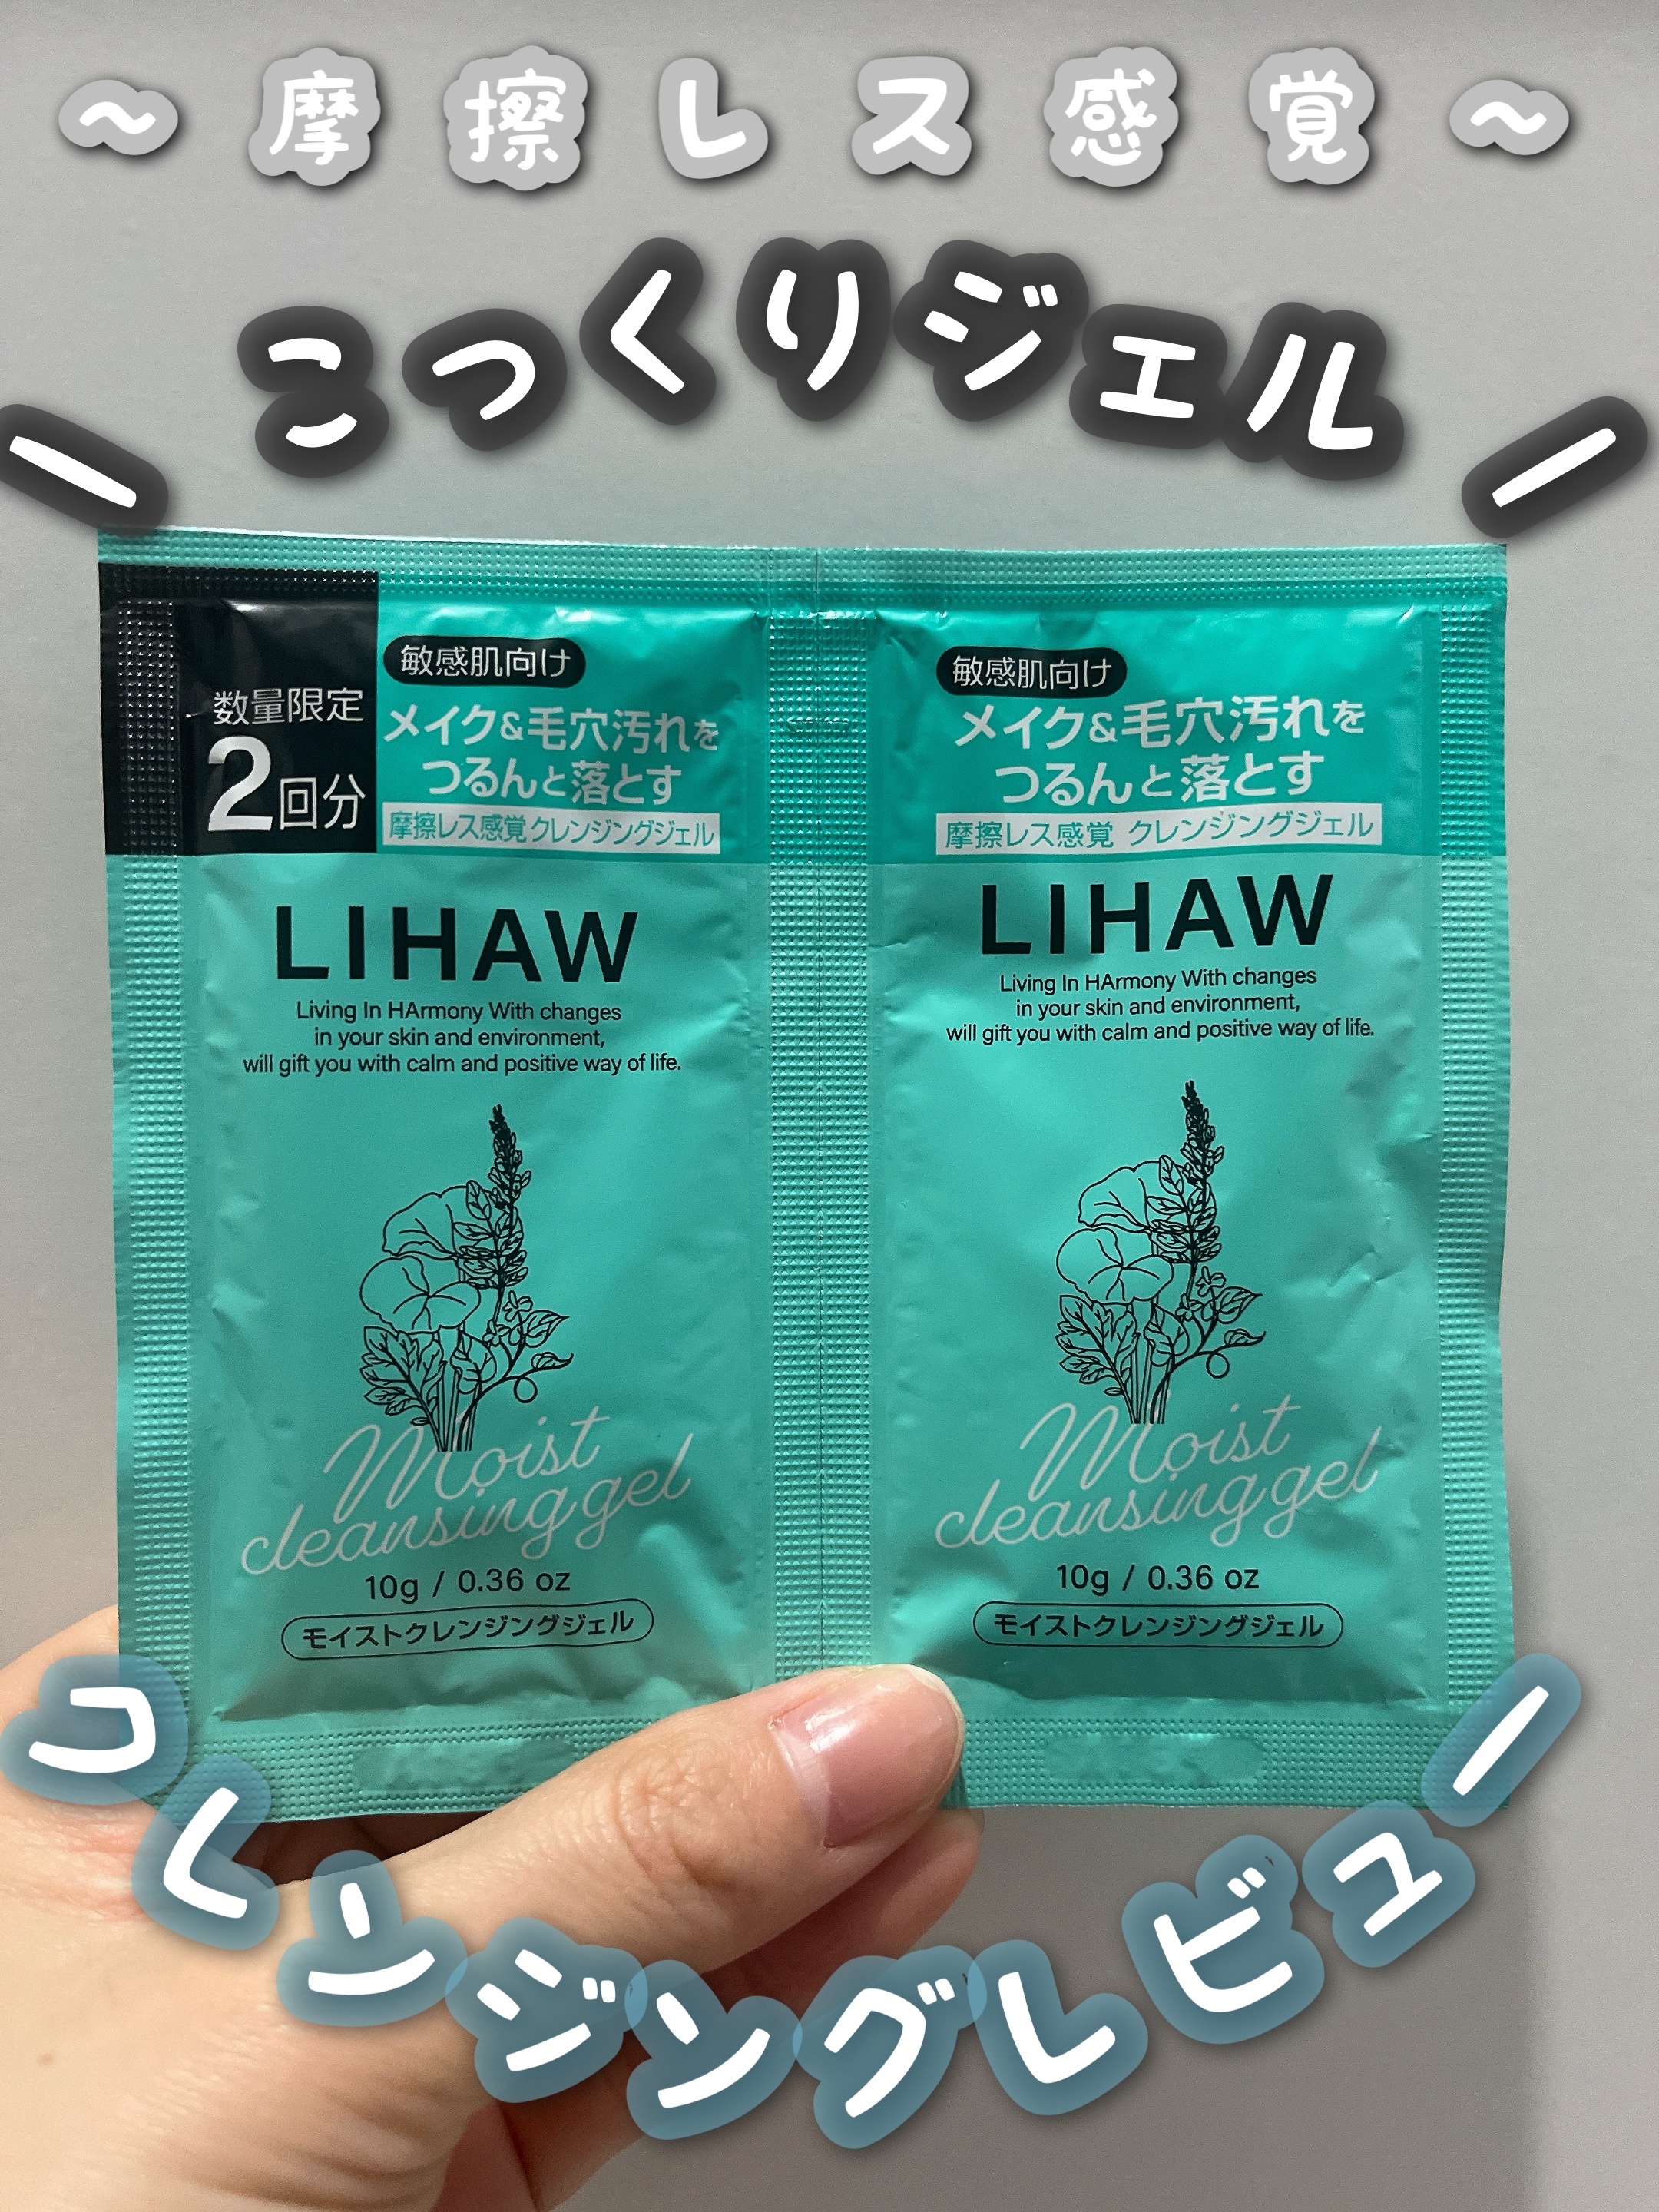 ～摩擦レス感覚～
＼こっくりジェル／
数量限定
2回分
敏感肌向け
メイク&毛穴汚れを
つるんと落とす
摩擦レス感覚 クレンジングジェル
LIHAW
Living In HArmony With changes
in your skin and environment,
will gift you with calm and positive way of life.
Moist
cleansing gel
10g / 0.36 oz
モイストクレンジングジェル
敏感肌向け
メイク&毛穴汚れを
つるんと落とす
摩擦レス感覚 クレンジングジェル
LIHAW
Living In HArmony With changes
in your skin and environment,
will gift you with calm and positive way of life.
Moist
cleansing gel
10g / 0.36 oz
モイストクレンジングジェル
コレンジングレビュー